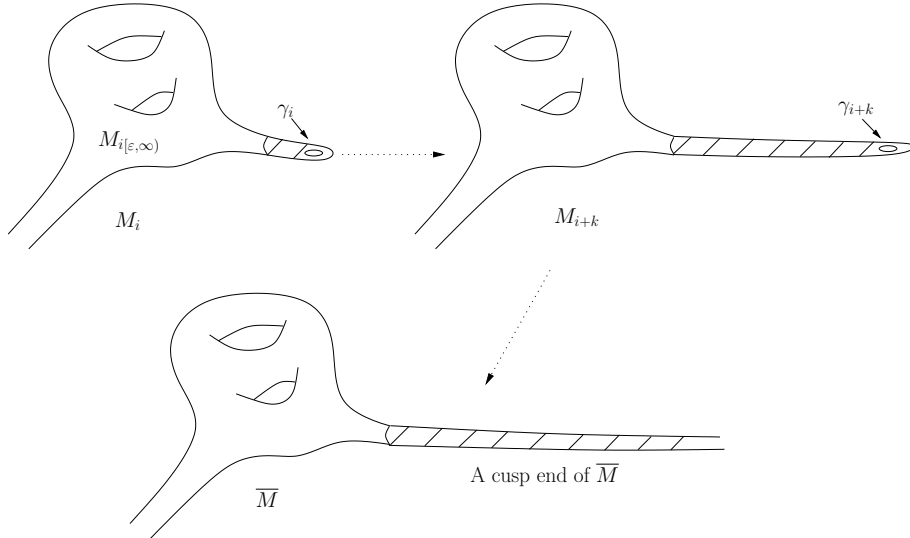 γ_i
γ_{i+k}
M_{i[ε,∞)}
M_i
M_{i+k}
A cusp end of \overline{M}
\overline{M}